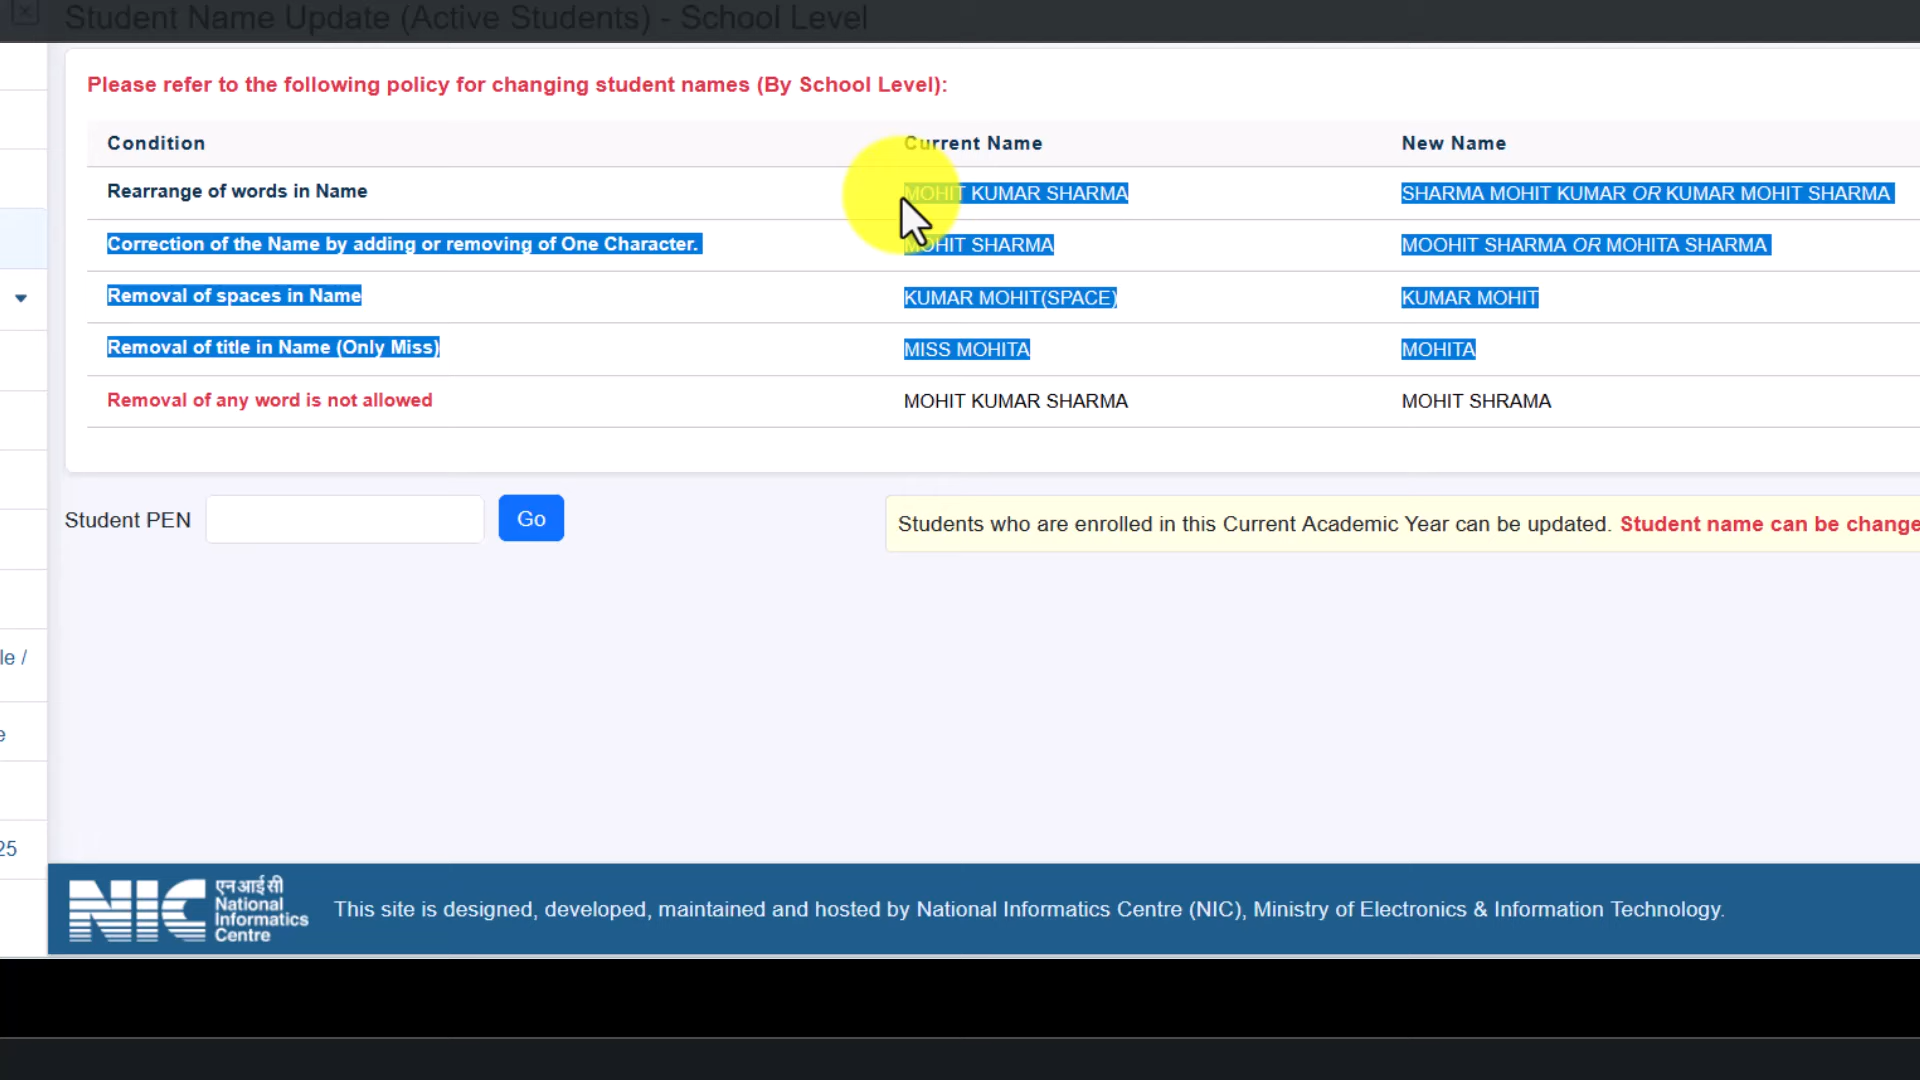 Student Name Update (Active Students) - School Level
Please refer to the following policy for changing student names (By School Level):
Condition Current Name New Name
Rearrange of words in Name MOHIT KUMAR SHARMA SHARMA MOHIT KUMAR OR KUMAR MOHIT SHARMA
Correction of the Name by adding or removing of One Character. MOHIT SHARMA MOOHIT SHARMA OR MOHITA SHARMA
Removal of spaces in Name KUMAR MOHIT(SPACE) KUMAR MOHIT
Removal of title in Name (Only Miss) MISS MOHITA MOHITA
Removal of any word is not allowed MOHIT KUMAR SHARMA MOHIT SHRAMA
Student PEN Go Students who are enrolled in this Current Academic Year can be updated. Student name can be change
le /
e
25
NIC
एन आई सी
National
Informatics
Centre
This site is designed, developed, maintained and hosted by National Informatics Centre (NIC), Ministry of Electronics & Information Technology.